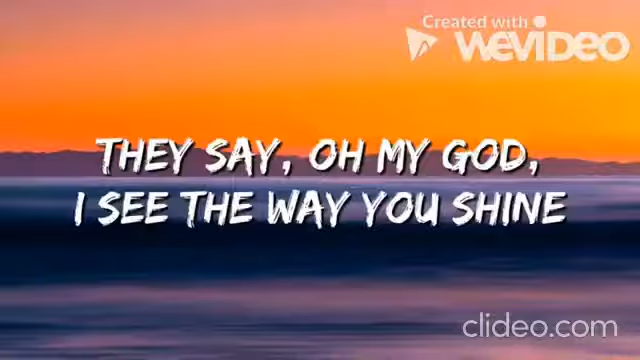 Created with
WEVIDEO
THEY SAY, OH MY GOD,
I SEE THE WAY YOU SHINE
clideo.com